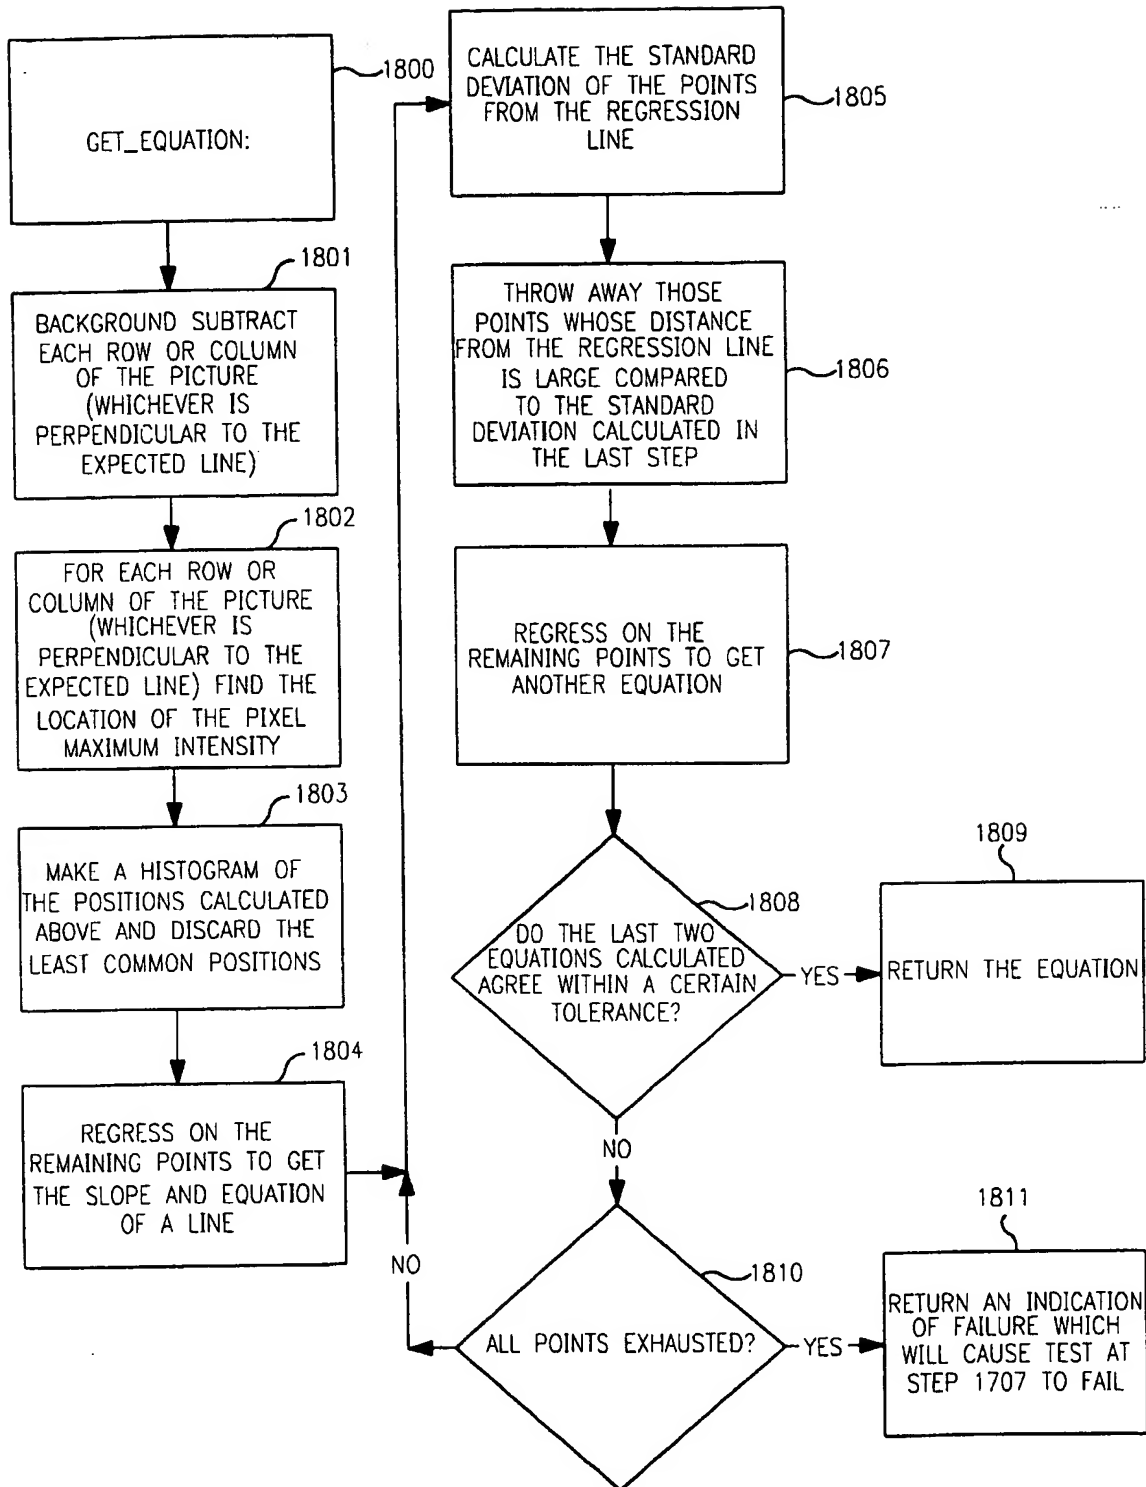 1800
GET_EQUATION:
1801
BACKGROUND SUBTRACT
EACH ROW OR COLUMN
OF THE PICTURE
(WHICHEVER IS
PERPENDICULAR TO THE
EXPECTED LINE)
1802
FOR EACH ROW OR
COLUMN OF THE PICTURE
(WHICHEVER IS
PERPENDICULAR TO THE
EXPECTED LINE) FIND THE
LOCATION OF THE PIXEL
MAXIMUM INTENSITY
1803
MAKE A HISTOGRAM OF
THE POSITIONS CALCULATED
ABOVE AND DISCARD THE
LEAST COMMON POSITIONS
1804
REGRESS ON THE
REMAINING POINTS TO GET
THE SLOPE AND EQUATION
OF A LINE
CALCULATE THE STANDARD
DEVIATION OF THE POINTS
FROM THE REGRESSION
LINE
1805
THROW AWAY THOSE
POINTS WHOSE DISTANCE
FROM THE REGRESSION LINE
IS LARGE COMPARED
TO THE STANDARD
DEVIATION CALCULATED IN
THE LAST STEP
1806
REGRESS ON THE
REMAINING POINTS TO GET
ANOTHER EQUATION
1807
1808
DO THE LAST TWO
EQUATIONS CALCULATED
AGREE WITHIN A CERTAIN
TOLERANCE?
YES
1809
RETURN THE EQUATION
NO
1810
ALL POINTS EXHAUSTED?
NO
YES
1811
RETURN AN INDICATION
OF FAILURE WHICH
WILL CAUSE TEST AT
STEP 1707 TO FAIL